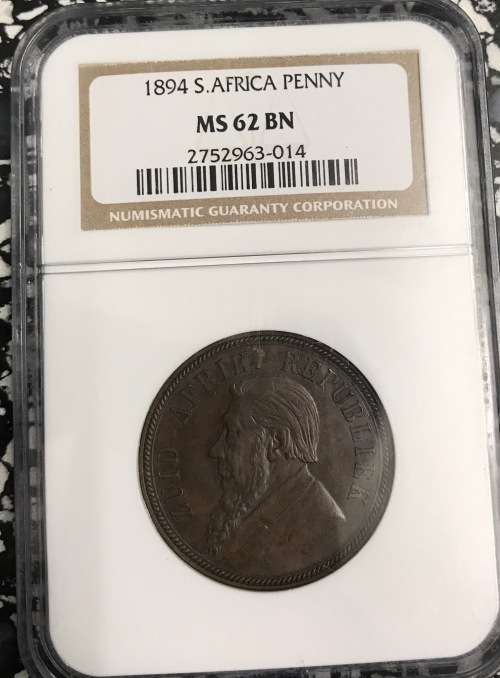 1894 S.AFRICA PENNY
MS 62 BN
2752963-014
NUMISMATIC GUARANTY CORPORATION
ZUID AFRIK REPUBLIEK